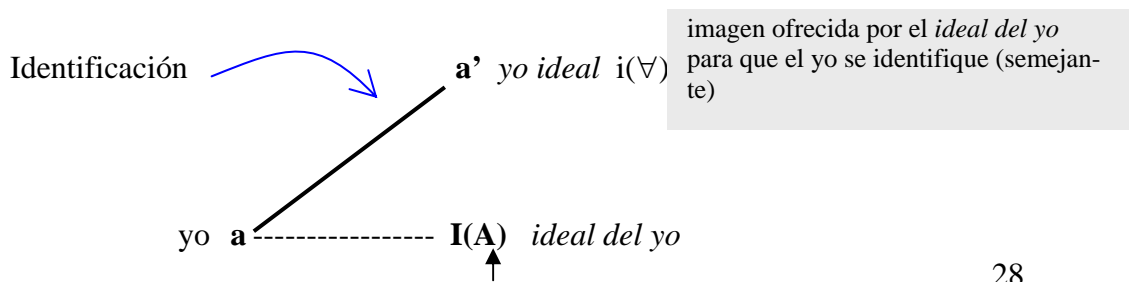 imagen ofrecida por el ideal del yo
Identificación a’ yo ideal i(∀) para que el yo se identifique (semejan-
te)
yo a ---------------- I(A) ideal del yo
28